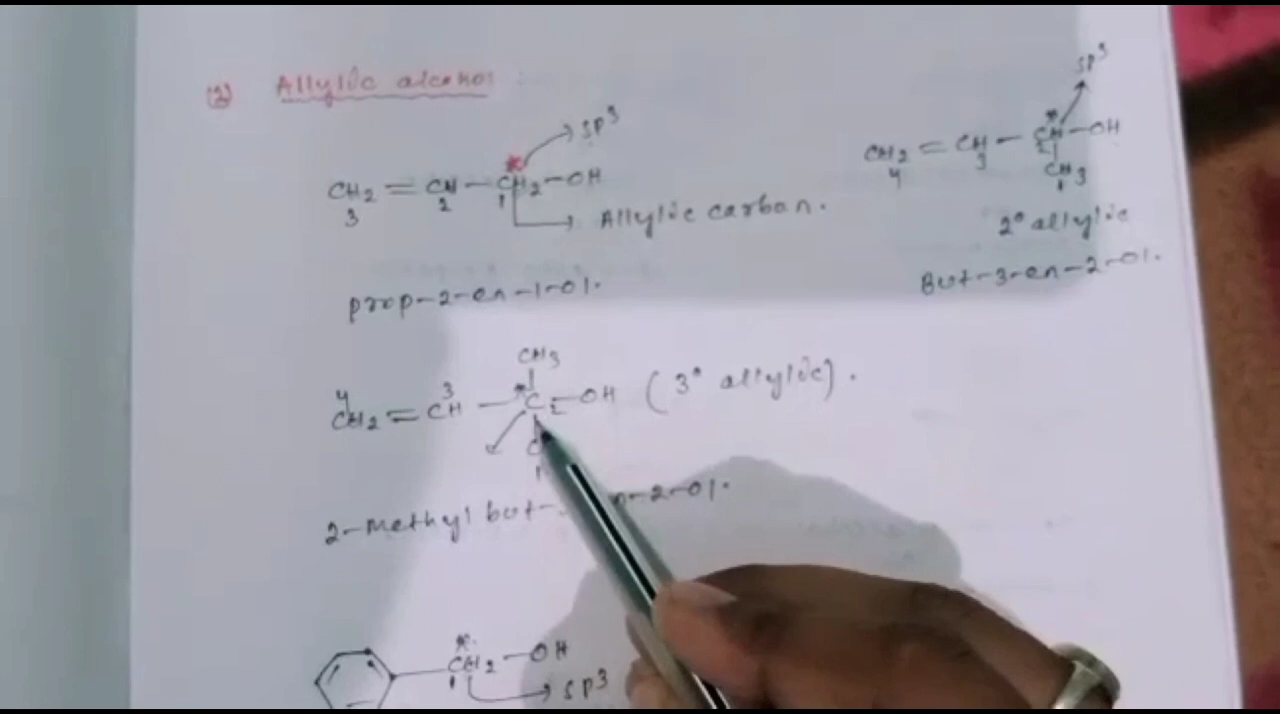 (2) Allylic alcohol :
SP3
CH2 = CH - CH2 - OH
3 2 1
Allylic carbon.
prop-2-en-1-ol.
SP3
CH2 = CH - CH - OH
4 3 2
CH3
1
2° allylic
But-3-en-2-ol.
CH3
4 3
CH2 = CH - C - OH (3° allylic).
2
1
2-Methyl but- n-2-ol.
*
CH2 - OH
1
SP3